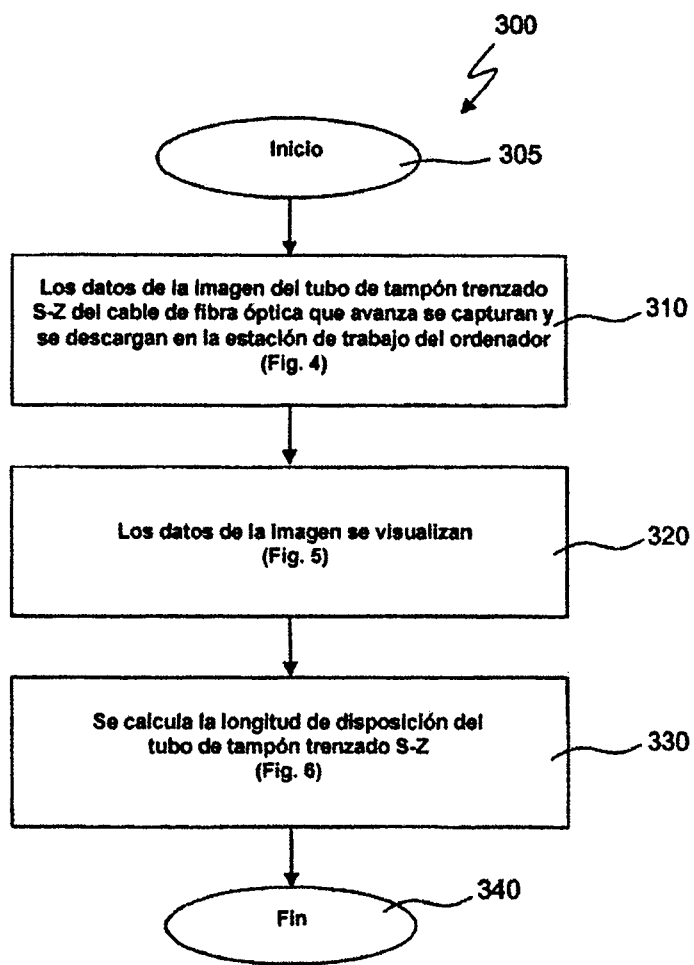 300
Inicio
305
Los datos de la imagen del tubo de tampón trenzado
S-Z del cable de fibra óptica que avanza se capturan y
se descargan en la estación de trabajo del ordenador
(Fig. 4)
310
Los datos de la imagen se visualizan
(Fig. 5)
320
Se calcula la longitud de disposición del
tubo de tampón trenzado S-Z
(Fig. 6)
330
340
Fin